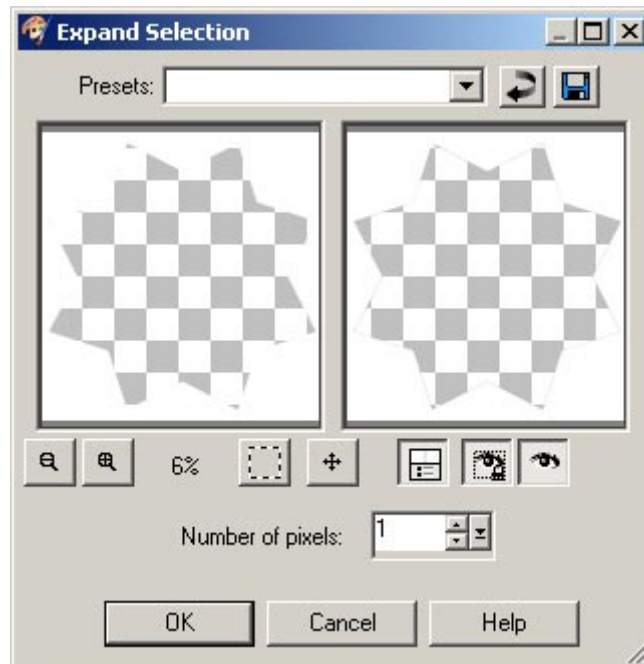 Expand Selection
Presets:
6%
Number of pixels: 1
OK Cancel Help